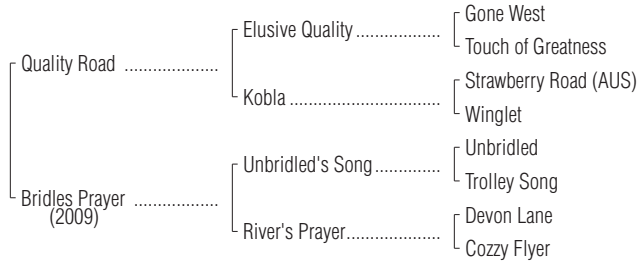 Gone West
Elusive Quality ..................
Touch of Greatness
Quality Road ....................
Strawberry Road (AUS)
Kobla ................................
Winglet
Unbridled
Unbridled's Song..............
Trolley Song
Bridles Prayer ..................
(2009)
Devon Lane
River's Prayer....................
Cozzy Flyer